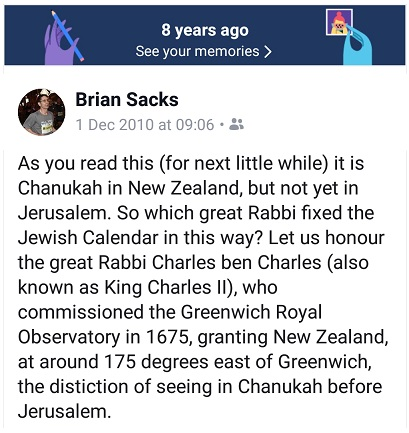 8 years ago
See your memories >
Brian Sacks
1 Dec 2010 at 09:06 •
As you read this (for next little while) it is
Chanukah in New Zealand, but not yet in
Jerusalem. So which great Rabbi fixed the
Jewish Calendar in this way? Let us honour
the great Rabbi Charles ben Charles (also
known as King Charles II), who
commissioned the Greenwich Royal
Observatory in 1675, granting New Zealand,
at around 175 degrees east of Greenwich,
the distiction of seeing in Chanukah before
Jerusalem.